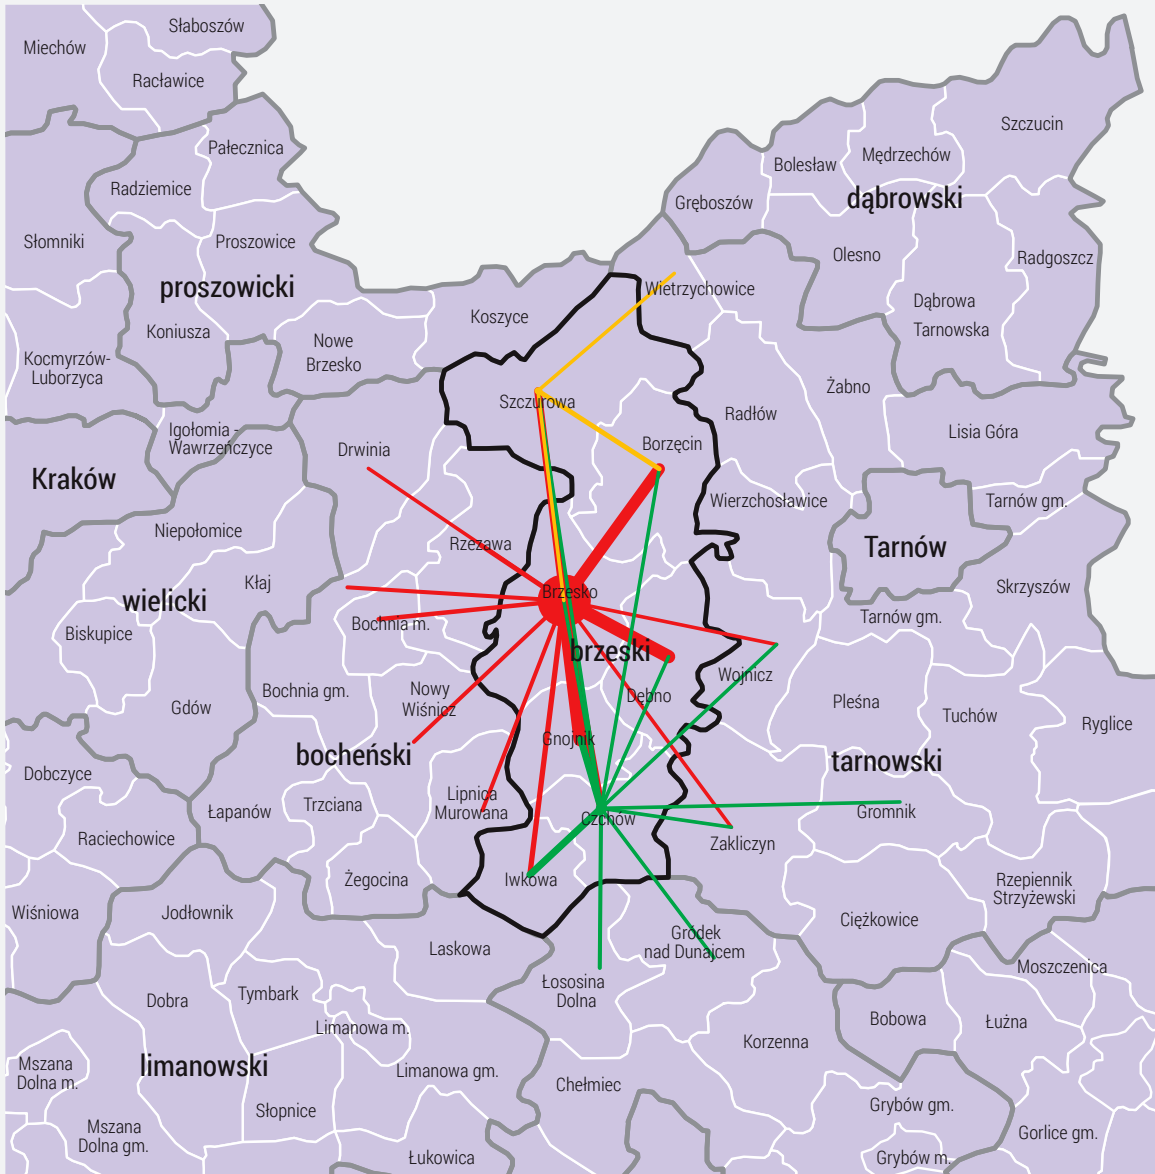 Słaboszów
Miechów
Racławice
Szczucin
Pałecznica
Mędrzechów
Bolesław
Radziemice
Gręboszów
dąbrowski
Słomniki
Proszowice
Olesno
Radgoszcz
proszowicki
Wietrzychowice
Dąbrowa
Tarnowska
Koszyce
Koniusza
Nowe
Brzesko
Kocmyrzów-
Luborzyca
Żabno
Szczurowa
Radłów
Igołomia -
Wawrzeńczyce
Drwinia
Borzęcin
Lisia Góra
Kraków
Wierzchosławice
Tarnów gm.
Niepołomice
Rzezawa
Tarnów
Kłaj
Skrzyszów
Brzesko
wielicki
Bochnia m.
Tarnów gm.
Biskupice
brzeski
Wojnicz
Bochnia gm.
Nowy
Wiśnicz
Dębno
Pleśna
Gdów
Tuchów
Ryglice
Gnojnik
bocheński
tarnowski
Dobczyce
Lipnica
Murowana
Trzciana
Łapanów
Gromnik
Czchów
Raciechowice
Zakliczyn
Żegocina
Iwkowa
Rzepiennik
Strzyżewski
Wiśniowa
Jodłownik
Ciężkowice
Gródek
nad Dunajcem
Laskowa
Moszczenica
Łososina
Dolna
Dobra
Tymbark
Limanowa m.
Bobowa
Łużna
Korzenna
limanowski
Mszana
Dolna m.
Limanowa gm.
Chełmiec
Słopnice
Grybów gm.
Mszana
Dolna gm.
Gorlice gm.
Łukowica
Grybów m.